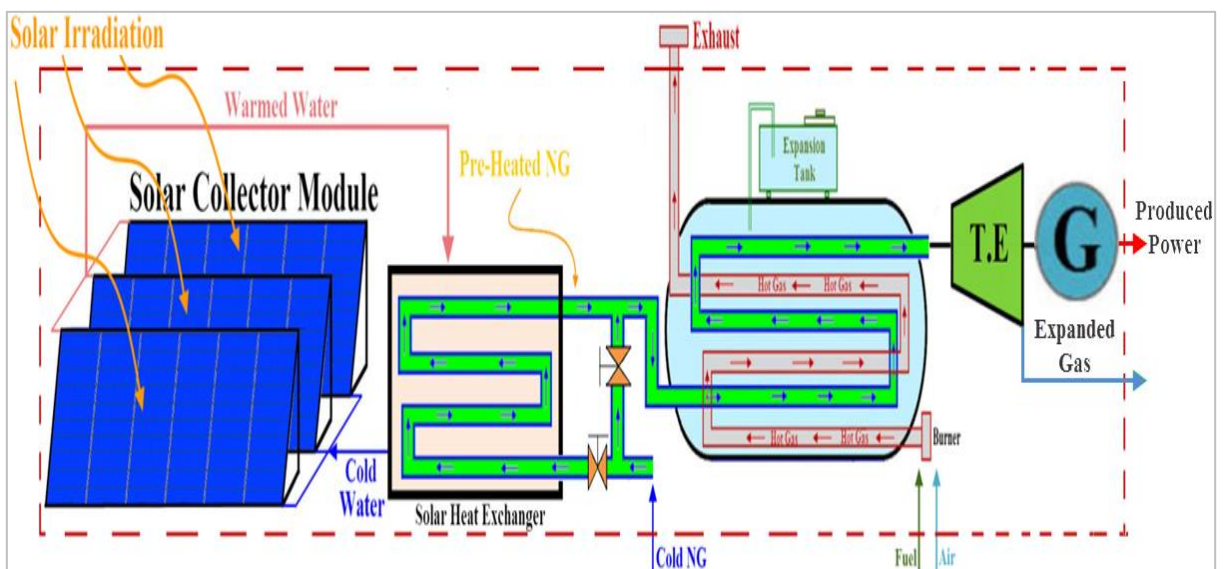 Solar Irradiation
Exhaust
Warmed Water
Expansion
Tank
Pre-Heated NG
Solar Collector Module
T.E
G
Produced
Power
Hot Gas
Hot Gas
Expanded
Gas
Hot Gas
Hot Gas
Burner
Cold
Water
Solar Heat Exchanger
Cold NG
Fuel
Air